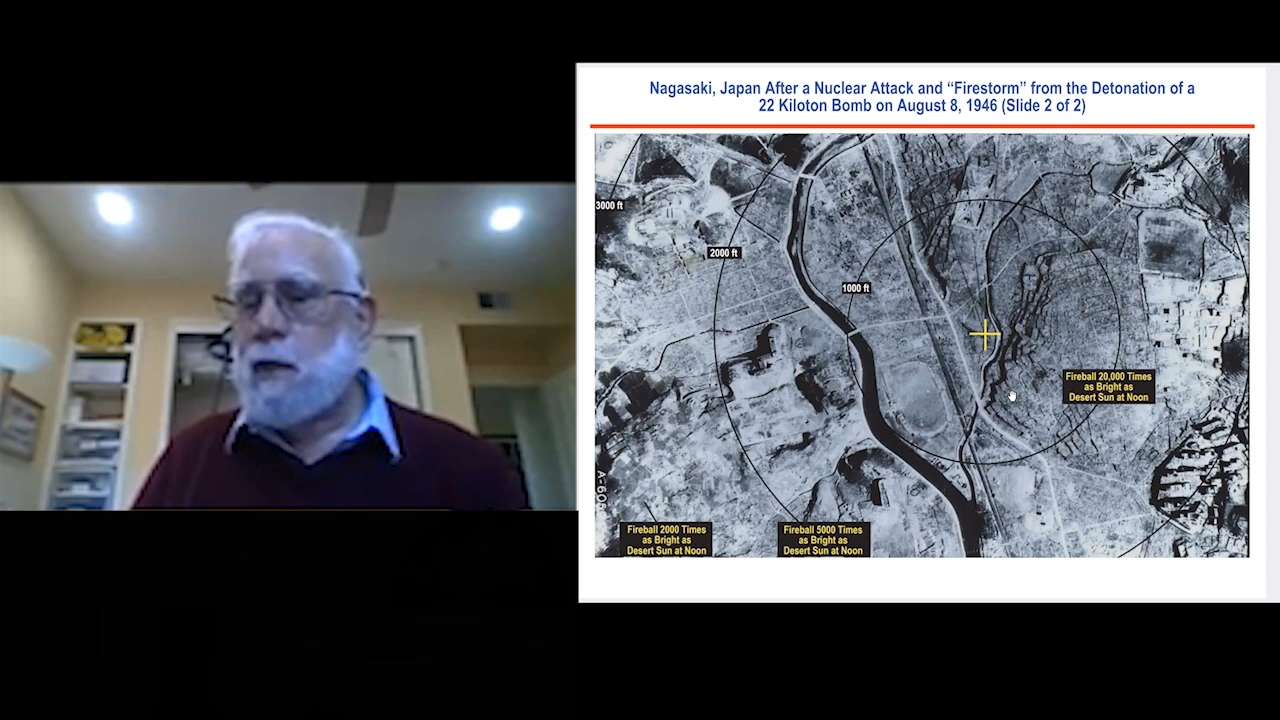 Nagasaki, Japan After a Nuclear Attack and “Firestorm” from the Detonation of a
22 Kiloton Bomb on August 8, 1946 (Slide 2 of 2)
3000 ft
2000 ft
1000 ft
Fireball 20,000 Times
as Bright as
Desert Sun at Noon
Fireball 2000 Times
as Bright as
Desert Sun at Noon
Fireball 5000 Times
as Bright as
Desert Sun at Noon